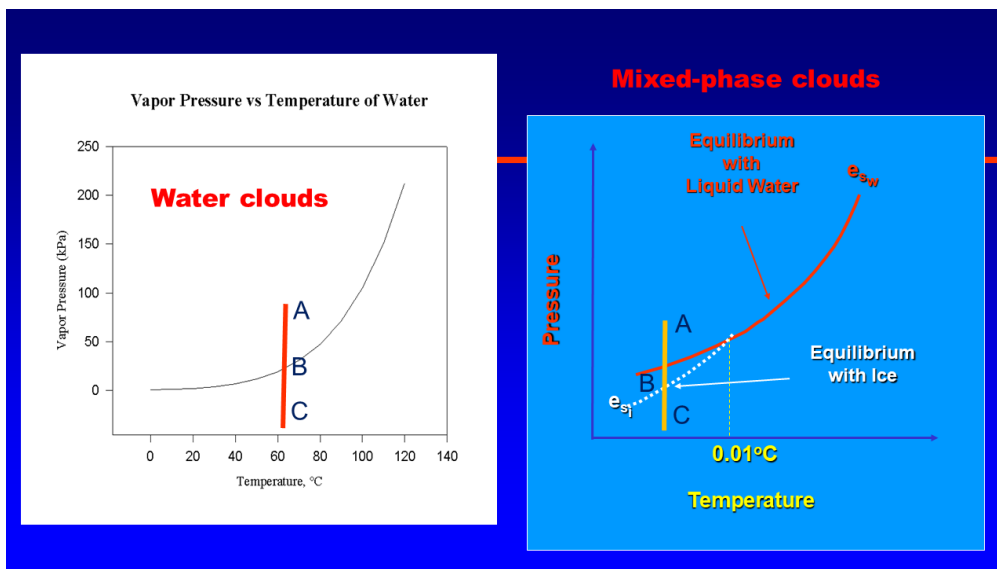 Mixed-phase clouds
Vapor Pressure vs Temperature of Water
250
200
150
100
50
0
Vapor Pressure (kPa)
Water clouds
A
B
C
0 20 40 60 80 100 120 140
Temperature, °C
Equilibrium
with
Liquid Water
esw
Pressure
A
B
C
esi
Equilibrium
with Ice
0.01°C
Temperature